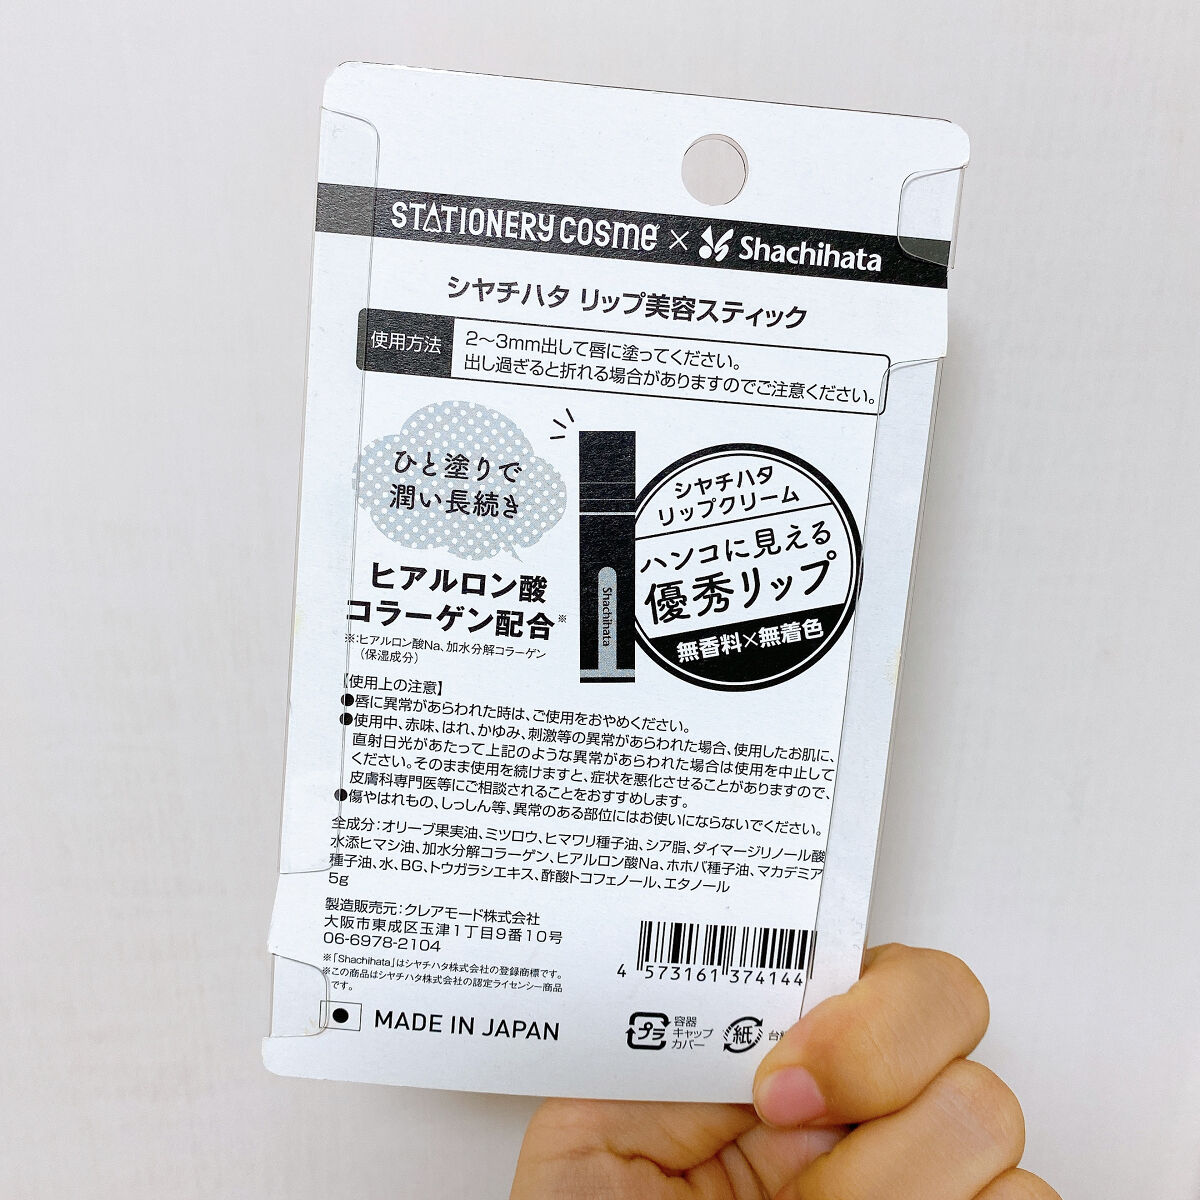 STATIONERY COSME × Shachihata
シヤチハタ リップ美容スティック
使用方法
2〜3mm出して唇に塗ってください。
出し過ぎると折れる場合がありますのでご注意ください。
ひと塗りで
潤い長続き
ヒアルロン酸
コラーゲン配合※
※:ヒアルロン酸Na、加水分解コラーゲン
(保湿成分)
Shachihata
シヤチハタ
リップクリーム
ハンコに見える
優秀リップ
無香料×無着色
【使用上の注意】
●唇に異常があらわれた時は、ご使用をおやめください。
●使用中、赤味、はれ、かゆみ、刺激等の異常があらわれた場合、使用したお肌に、
直射日光があたって上記のような異常があらわれた場合は使用を中止して
ください。そのまま使用を続けますと、症状を悪化させることがありますので、
皮膚科専門医等にご相談されることをおすすめします。
●傷やはれもの、しっしん等、異常のある部位にはお使いにならないでください。
全成分:オリーブ果実油、ミツロウ、ヒマワリ種子油、シア脂、ダイマージリノール酸
水添ヒマシ油、加水分解コラーゲン、ヒアルロン酸Na、ホホバ種子油、マカデミア
種子油、水、BG、トウガラシエキス、酢酸トコフェノール、エタノール
5g
製造販売元:クレアモード株式会社
大阪市東成区玉津1丁目9番10号
06-6978-2104
※「Shachihata」はシヤチハタ株式会社の登録商標です。
※この商品はシヤチハタ株式会社の認定ライセンシー商品
です。
4 573161 374144
MADE IN JAPAN
プラ
容器
キャップ
カバー
紙
台紙